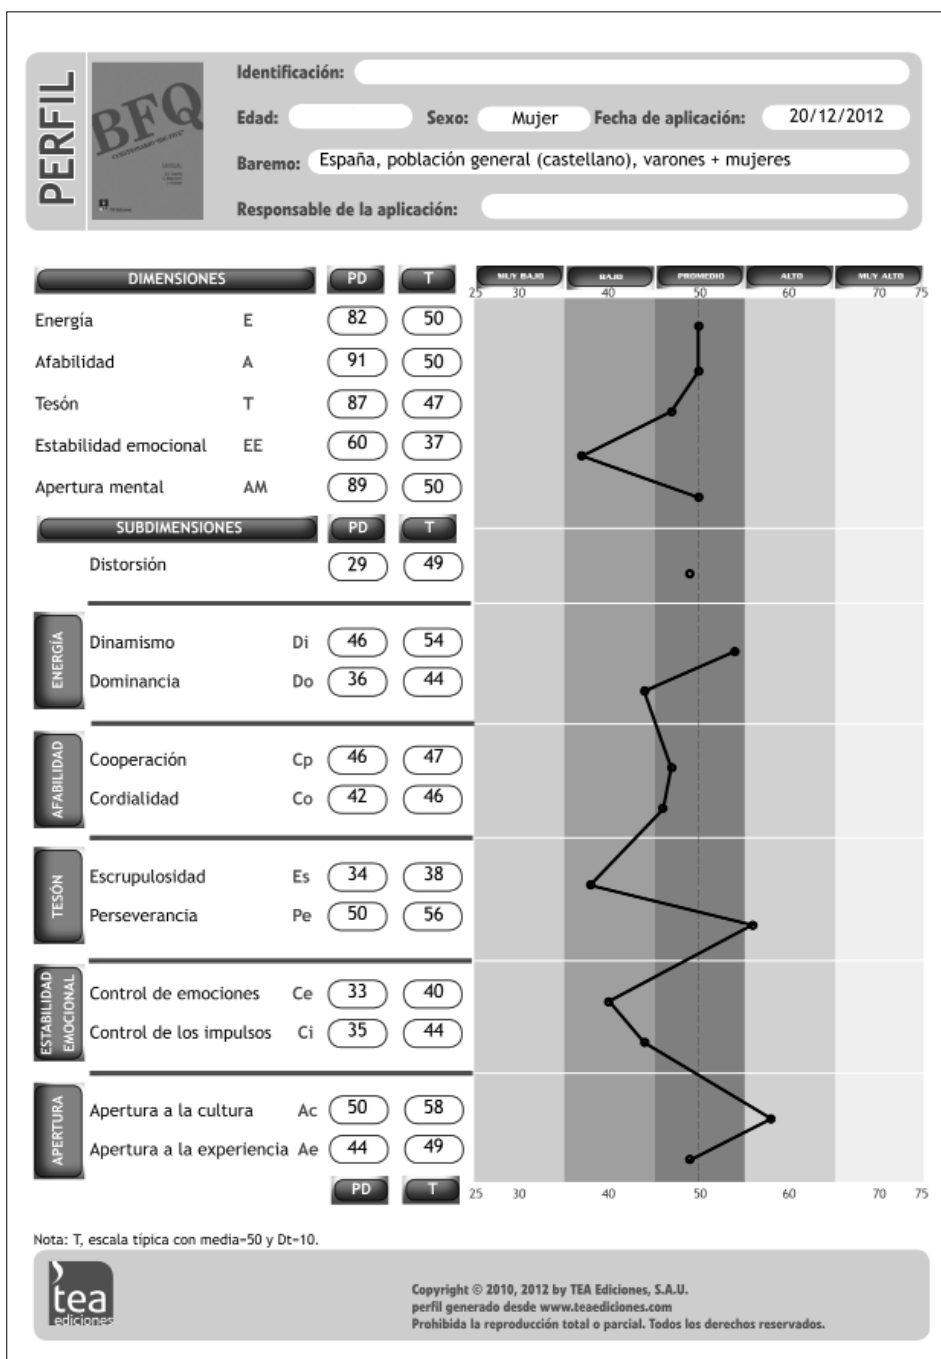 PERFIL
BFQ
CUESTIONARIO "BIG FIVE"
MANUAL
Identificación:
Edad: Sexo: Mujer Fecha de aplicación: 20/12/2012
Baremo: España, población general (castellano), varones + mujeres
Responsable de la aplicación:
DIMENSIONES PD T MUY BAJO BAJO PROMEDIO ALTO MUY ALTO
25 30 40 50 60 70 75
Energía E 82 50
Afabilidad A 91 50
Tesón T 87 47
Estabilidad emocional EE 60 37
Apertura mental AM 89 50
SUBDIMENSIONES PD T
Distorsión 29 49
ENERGÍA
Dinamismo Di 46 54
Dominancia Do 36 44
AFABILIDAD
Cooperación Cp 46 47
Cordialidad Co 42 46
TESÓN
Escrupulosidad Es 34 38
Perseverancia Pe 50 56
ESTABILIDAD
EMOCIONAL
Control de emociones Ce 33 40
Control de los impulsos Ci 35 44
APERTURA
Apertura a la cultura Ac 50 58
Apertura a la experiencia Ae 44 49
PD T 25 30 40 50 60 70 75
Nota: T, escala típica con media=50 y Dt=10.
tea
ediciones
Copyright © 2010, 2012 by TEA Ediciones, S.A.U.
perfil generado desde www.teaediciones.com
Prohibida la reproducción total o parcial. Todos los derechos reservados.